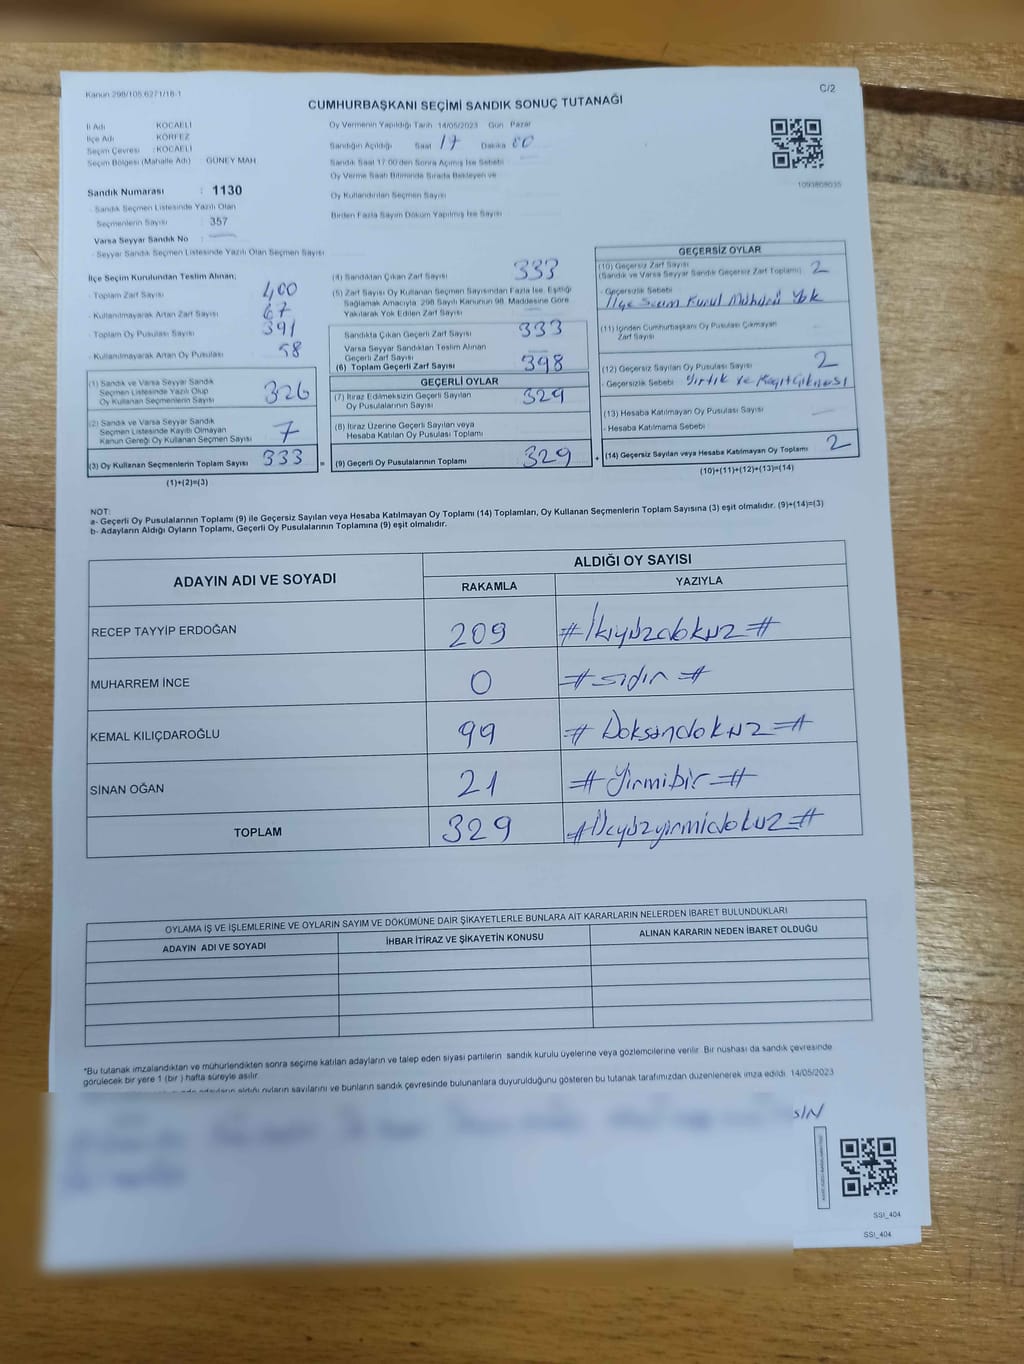 Kanun 298/105 6271/18-1
C/2
CUMHURBAŞKANI SEÇİMİ SANDIK SONUÇ TUTANAĞI
İl Adı KOCAELİ
İlçe Adı KÖRFEZ
Seçim Çevresi : KOCAELİ
Seçim Bölgesi (Mahalle Adı) GÜNEY MAH.
Sandık Numarası : 1130
- Sandık Seçmen Listesinde Yazılı Olan
Seçmenlerin Sayısı : 357
Varsa Seyyar Sandık No :
- Seyyar Sandık Seçmen Listesinde Yazılı Olan Seçmen Sayısı
Oy Vermenin Yapıldığı Tarih 14/05/2023 Gün Pazar
Sandığın Açıldığı Saat 17 Dakika
Sandık Saat 17:00'den Sonra Açılmış İse Sebebi
Oy Verme Saati Bitiminde Sırada Bekleyen ve
Oy Kullandırılan Seçmen Sayısı
Birden Fazla Sayım Döküm Yapılmış İse Sayısı
1093808035
İlçe Seçim Kurulundan Teslim Alınan;
- Toplam Zarf Sayısı 400
- Kullanılmayarak Artan Zarf Sayısı 67
- Toplam Oy Pusulası Sayısı 391
- Kullanılmayarak Artan Oy Pusulası 58
(1) Sandık ve Varsa Seyyar Sandık
Seçmen Listesinde Yazılı Olup
Oy Kullanan Seçmenlerin Sayısı 326
(2) Sandık ve Varsa Seyyar Sandık
Seçmen Listesinde Kayıtlı Olmayan
Kanun Gereği Oy Kullanan Seçmen Sayısı 7
(3) Oy Kullanan Seçmenlerin Toplam Sayısı 333 =
(1)+(2)=(3)
(4) Sandıktan Çıkan Zarf Sayısı 333
(5) Zarf Sayısı Oy Kullanan Seçmen Sayısından Fazla İse, Eşitliği
Sağlamak Amacıyla, 298 Sayılı Kanunun 98. Maddesine Göre
Yakılarak Yok Edilen Zarf Sayısı
Sandıkta Çıkan Geçerli Zarf Sayısı 333
Varsa Seyyar Sandıktan Teslim Alınan
Geçerli Zarf Sayısı
(6) Toplam Geçerli Zarf Sayısı 398
GEÇERLİ OYLAR
(7) İtiraz Edilmeksizin Geçerli Sayılan
Oy Pusulalarının Sayısı 329
(8) İtiraz Üzerine Geçerli Sayılan veya
Hesaba Katılan Oy Pusulası Toplamı
(9) Geçerli Oy Pusulalarının Toplamı 329 +
GEÇERSİZ OYLAR
(10) Geçersiz Zarf Sayısı
(Sandık ve Varsa Seyyar Sandık Geçersiz Zarf Toplamı) 2
- Geçersizlik Sebebi
İlçe Seçim Kurul Mühürü Yok
(11) İçinden Cumhurbaşkanı Oy Pusulası Çıkmayan
Zarf Sayısı
(12) Geçersiz Sayılan Oy Pusulası Sayısı 2
- Geçersizlik Sebebi Yırtık ve
(13) Hesaba Katılmayan Oy Pusulası Sayısı
- Hesaba Katılmama Sebebi
(14) Geçersiz Sayılan veya Hesaba Katılmayan Oy Toplamı 2
(10)+(11)+(12)+(13)=(14)
NOT:
a- Geçerli Oy Pusulalarının Toplamı (9) ile Geçersiz Sayılan veya Hesaba Katılmayan Oy Toplamı (14) Toplamları, Oy Kullanan Seçmenlerin Toplam Sayısına (3) eşit olmalıdır. (9)+(14)=(3)
b- Adayların Aldığı Oyların Toplamı, Geçerli Oy Pusulalarının Toplamına (9) eşit olmalıdır.
ADAYIN ADI VE SOYADI ALDIĞI OY SAYISI
RAKAMLA YAZIYLA
RECEP TAYYİP ERDOĞAN 209 #İkiyüzdokuz#
MUHARREM İNCE 0 #sıfır#
KEMAL KILIÇDAROĞLU 99 #Doksandokuz#
SİNAN OĞAN 21 #Yirmibir#
TOPLAM 329 #Üçyüzyirmidokuz#
OYLAMA İŞ VE İŞLEMLERİNE VE OYLARIN SAYIM VE DÖKÜMÜNE DAİR ŞİKAYETLERLE BUNLARA AİT KARARLARIN NELERDEN İBARET BULUNDUKLARI
ADAYIN ADI VE SOYADI İHBAR İTİRAZ VE ŞİKAYETİN KONUSU ALINAN KARARIN NEDEN İBARET OLDUĞU
*Bu tutanak imzalandıktan ve mühürlendikten sonra seçime katılan adayların ve talep eden siyasi partilerin sandık kurulu üyelerine veya gözlemcilerine verilir. Bir nüshası da sandık çevresinde
görülecek bir yere 1 (bir ) hafta süreyle asılır.
adayların aldığı oyların sayılarını ve bunların sandık çevresinde bulunanlara duyurulduğunu gösteren bu tutanak tarafımızdan düzenlenerek imza edildi. 14/05/2023
SSİ_404
SSİ_404